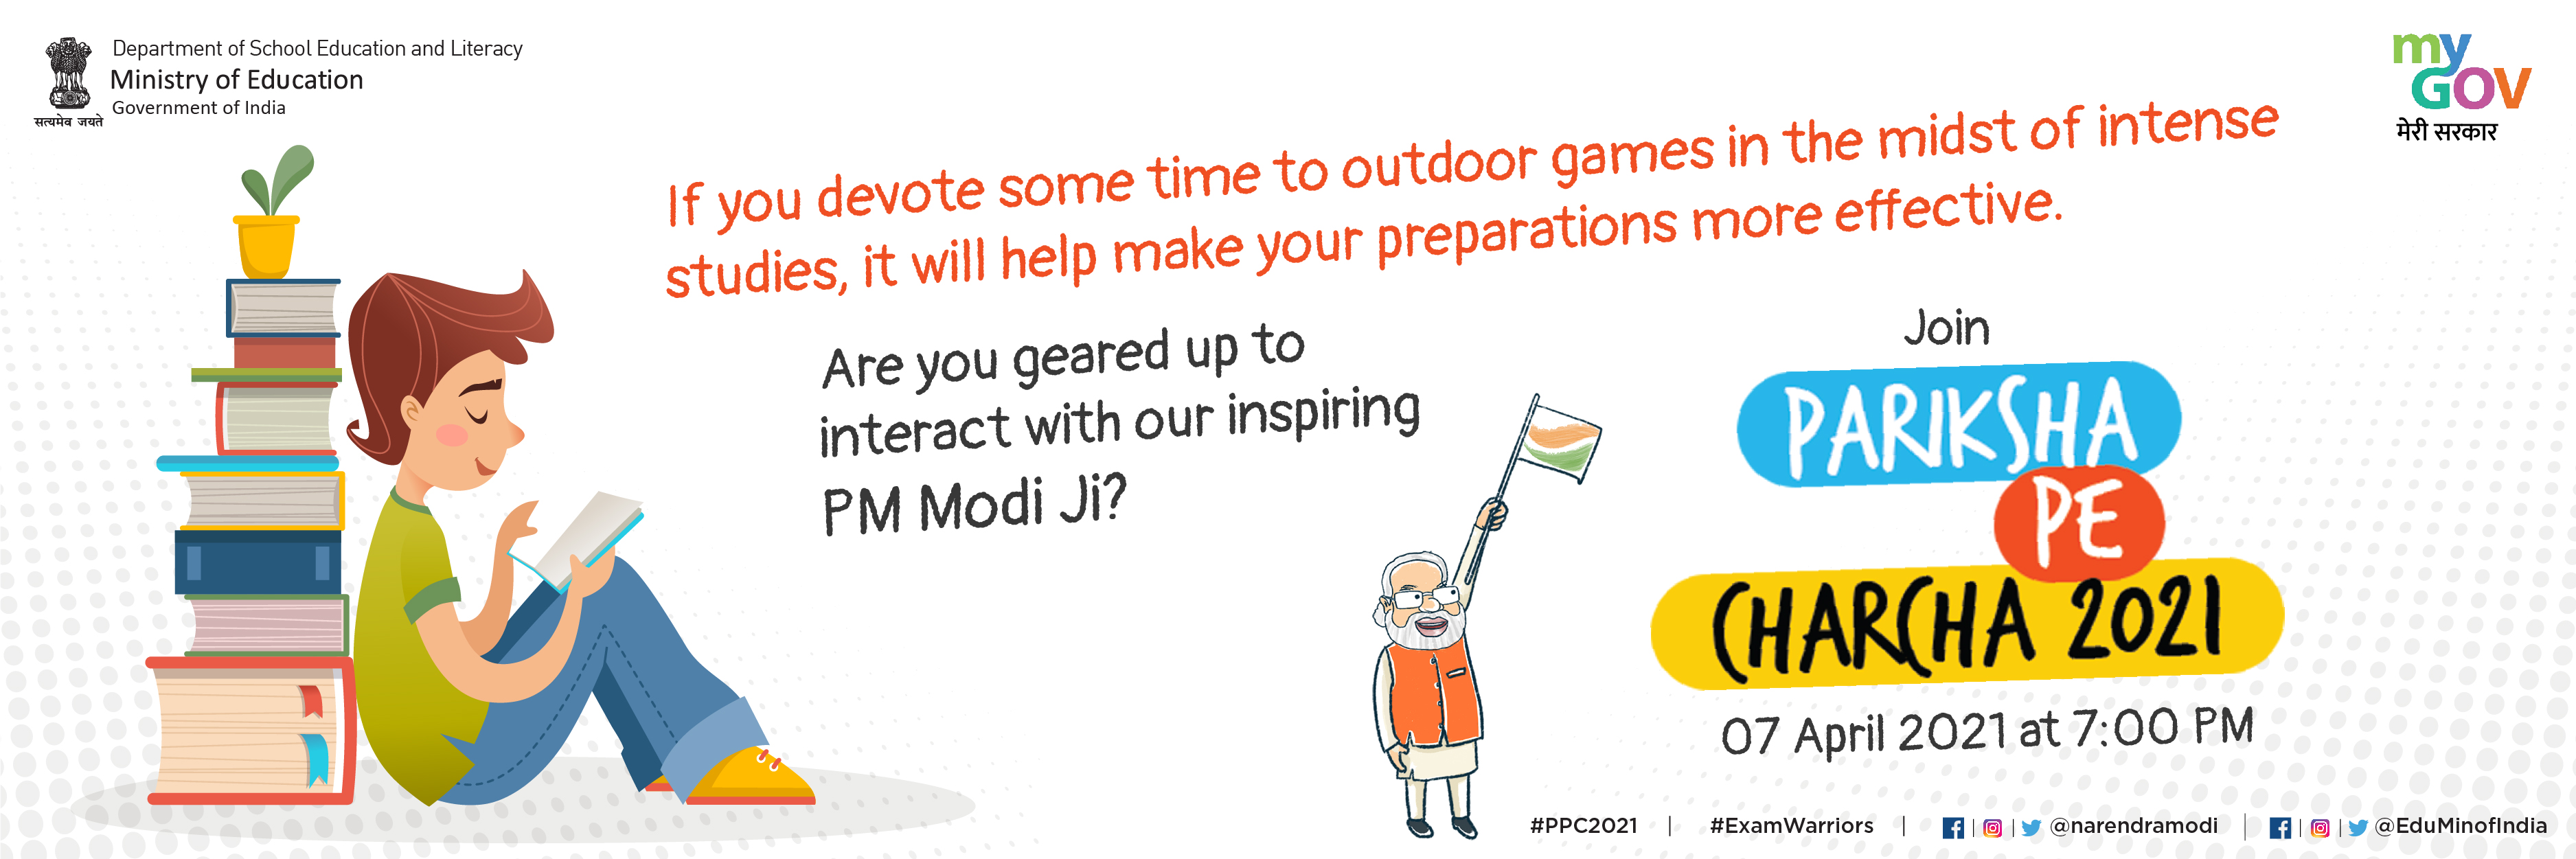 Department of School Education and Literacy
Ministry of Education
Government of India
सत्यमेव जयते
my
GOV
मेरी सरकार
If you devote some time to outdoor games in the midst of intense
studies, it will help make your preparations more effective.
Are you geared up to
interact with our inspiring
PM Modi Ji?
Join
PARIKSHA
PE
CHARCHA 2021
07 April 2021 at 7:00 PM
#PPC2021 | #ExamWarriors | @narendramodi | @EduMinofIndia